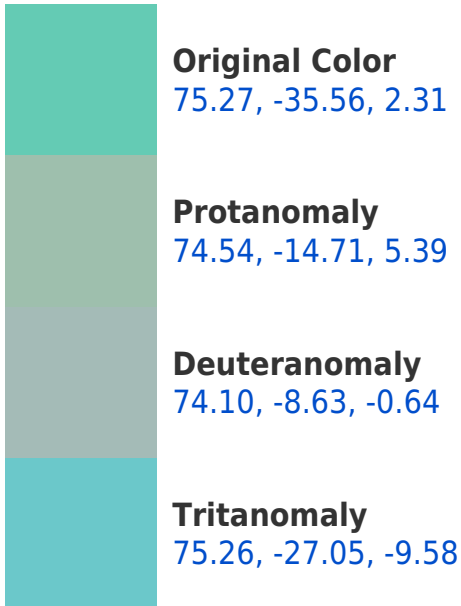 Original Color
75.27, -35.56, 2.31
Protanomaly
74.54, -14.71, 5.39
Deuteranomaly
74.10, -8.63, -0.64
Tritanomaly
75.26, -27.05, -9.58